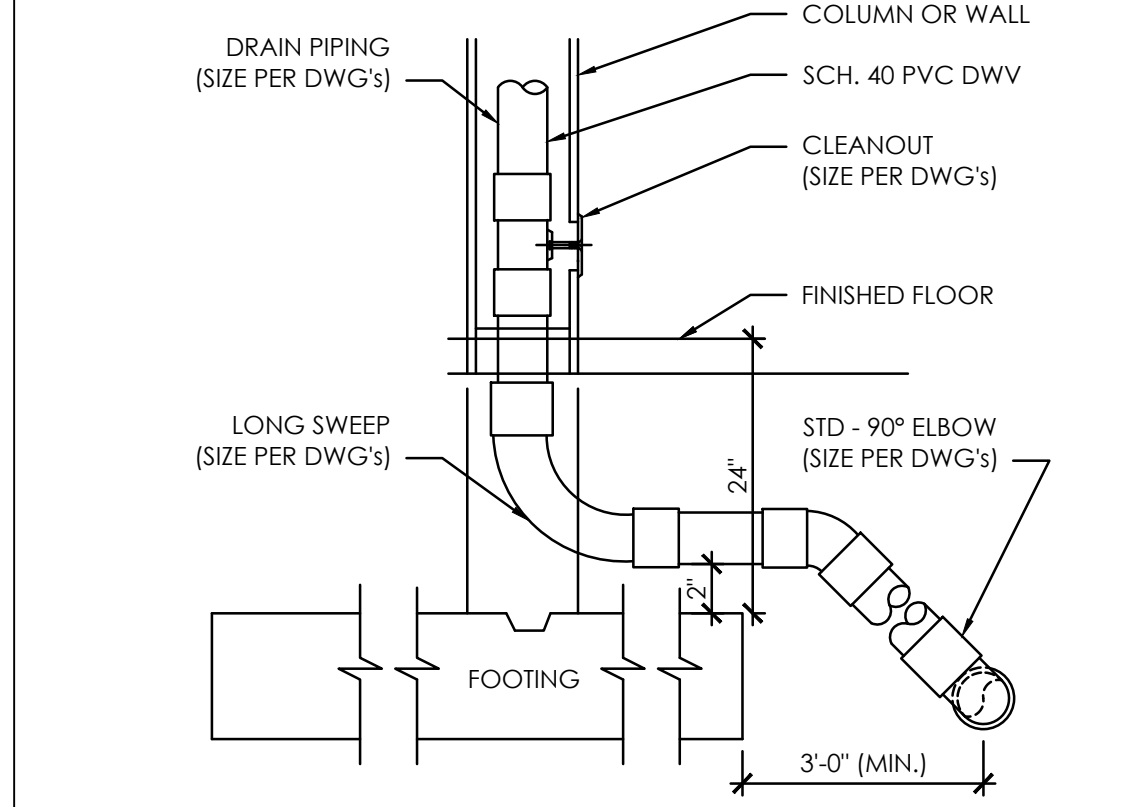 COLUMN OR WALL
DRAIN PIPING
(SIZE PER DWG's)
SCH. 40 PVC DWV
CLEANOUT
(SIZE PER DWG's)
FINISHED FLOOR
LONG SWEEP
(SIZE PER DWG's)
STD - 90° ELBOW
(SIZE PER DWG's)
24"
2"
FOOTING
3'-0" (MIN.)